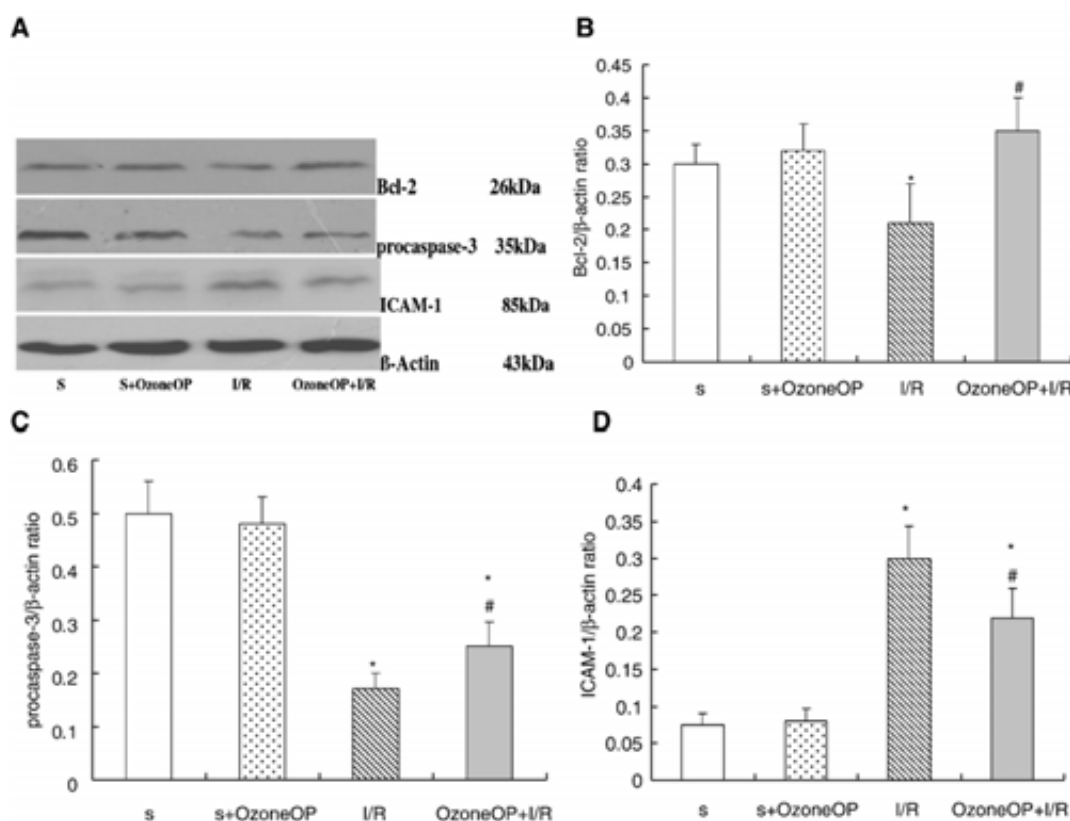 A
Bcl-2 26kDa
procaspase-3 35kDa
ICAM-1 85kDa
ß-Actin 43kDa
S S+OzoneOP I/R OzoneOP+I/R
B
0.45
0.4
0.35
0.3
0.25
0.2
0.15
0.1
0.05
0
Bcl-2/β-actin ratio
*
#
s s+OzoneOP I/R OzoneOP+I/R
C
0.6
0.5
0.4
0.3
0.2
0.1
0
procaspase-3/β-actin ratio
*
*
#
s s+OzoneOP I/R OzoneOP+I/R
D
0.4
0.35
0.3
0.25
0.2
0.15
0.1
0.05
0
ICAM-1/β-actin ratio
*
*
#
s s+OzoneOP I/R OzoneOP+I/R